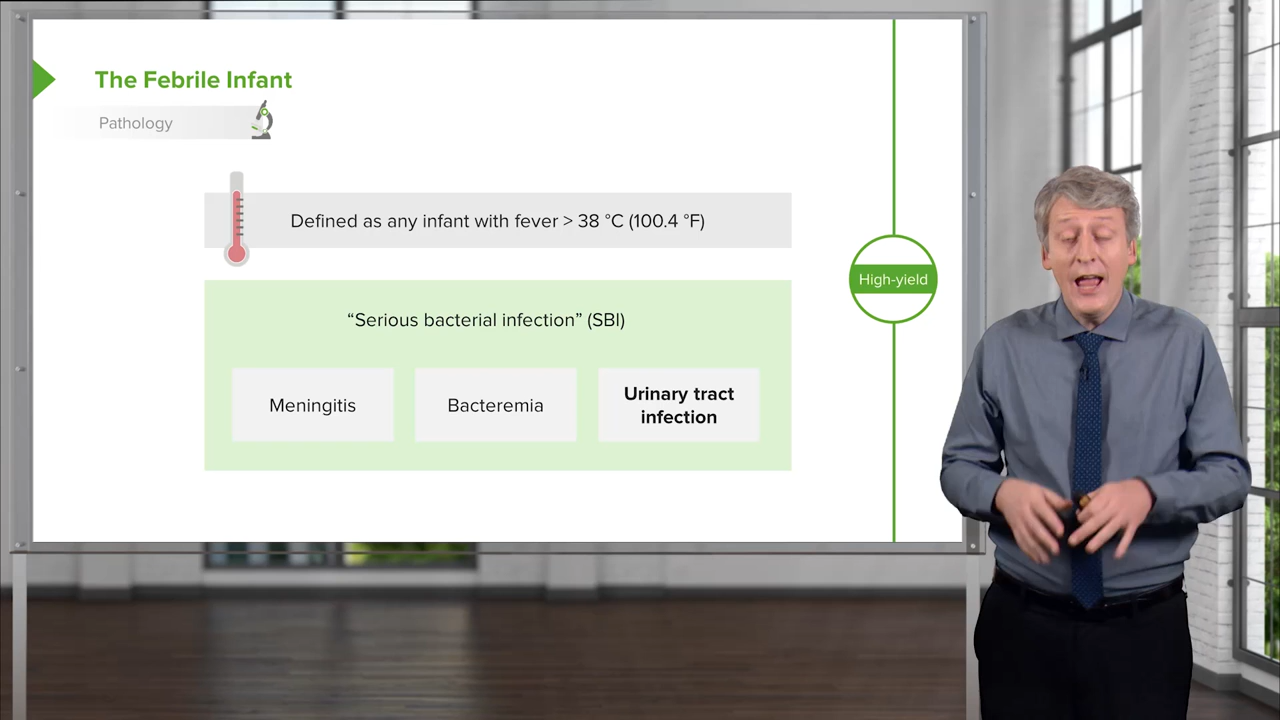 The Febrile Infant
Pathology
Defined as any infant with fever > 38 °C (100.4 °F)
“Serious bacterial infection” (SBI)
Meningitis
Bacteremia
Urinary tract
infection
High-yield